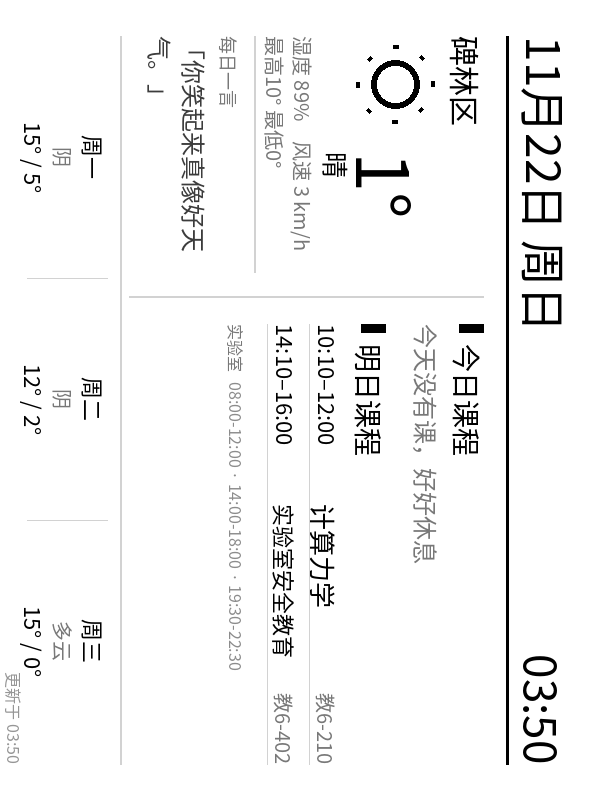 11月22日 周日
03:50
碑林区
1°
晴
湿度 89% 风速 3 km/h
最高10° 最低0°
每日一言
「你笑起来真像好天
气。」
今日课程
今天没有课，好好休息
明日课程
10:10–12:00 计算力学 教6-210
14:10–16:00 实验室安全教育 教6-402
实验室 08:00-12:00 · 14:00-18:00 · 19:30-22:30
周一
阴
15° / 5°
周二
阴
12° / 2°
周三
多云
15° / 0°
更新于 03:50